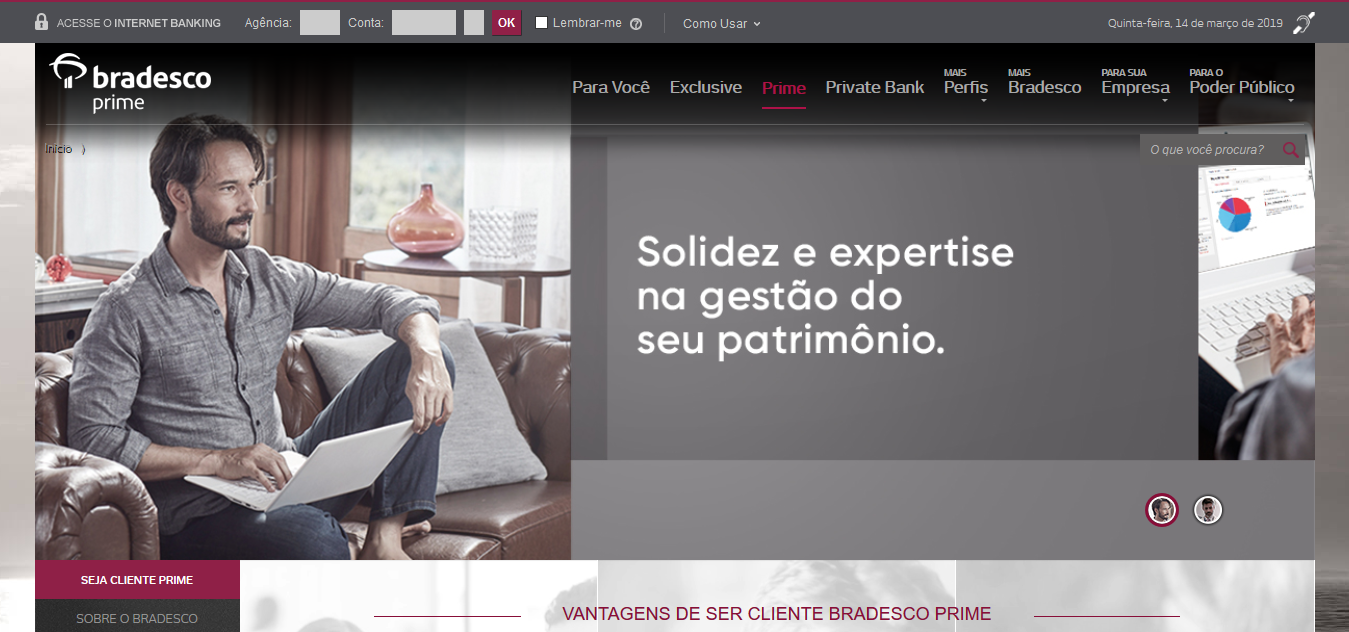 ACESSE O INTERNET BANKING Agência: Conta: OK Lembrar-me ? Como Usar Quinta-feira, 14 de março de 2019
bradesco
prime
Para Você Exclusive Prime Private Bank MAIS Perfis MAIS Bradesco PARA SUA Empresa PARA O Poder Público
Início
O que você procura?
Solidez e expertise
na gestão do
seu patrimônio.
SEJA CLIENTE PRIME
SOBRE O BRADESCO
VANTAGENS DE SER CLIENTE BRADESCO PRIME